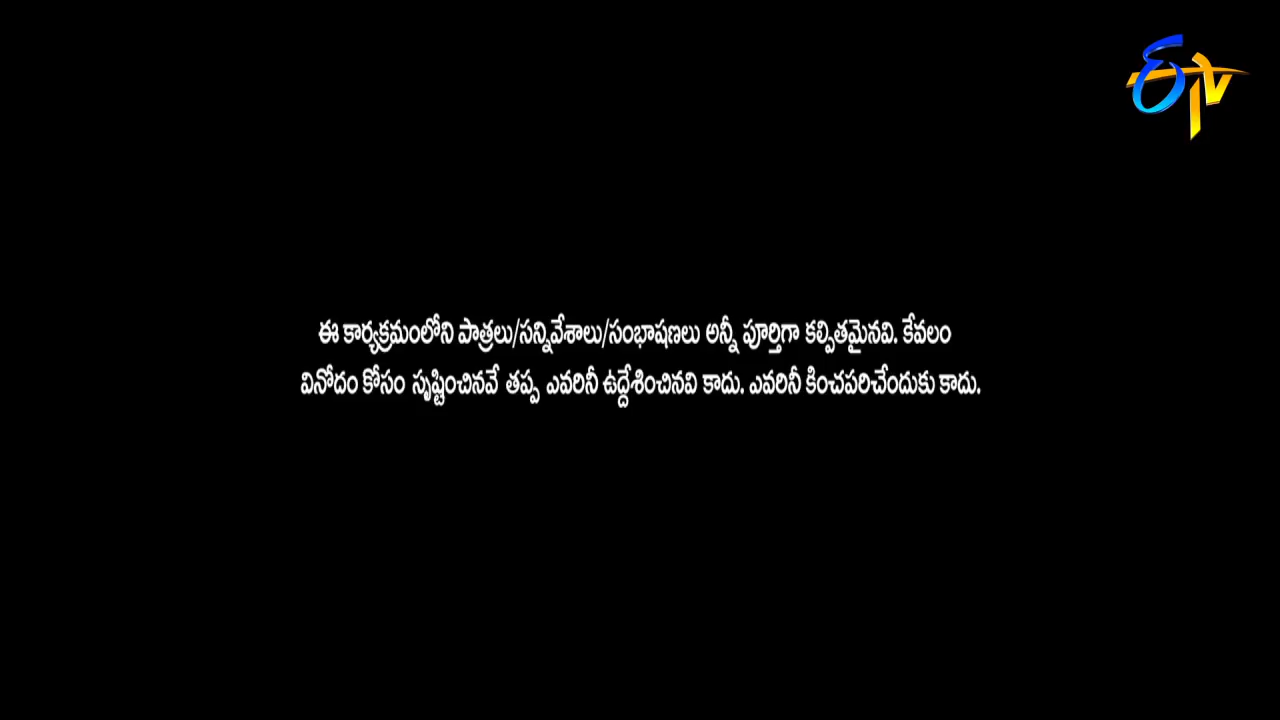 ఈ టీV
ఈ కార్యక్రమంలోని పాత్రలు/సన్నివేశాలు/సంభాషణలు అన్నీ పూర్తిగా కల్పితమైనవి. కేవలం
వినోదం కోసం సృష్టించినవే తప్ప ఎవరినీ ఉద్దేశించినవి కాదు. ఎవరినీ కించపరిచేందుకు కాదు.